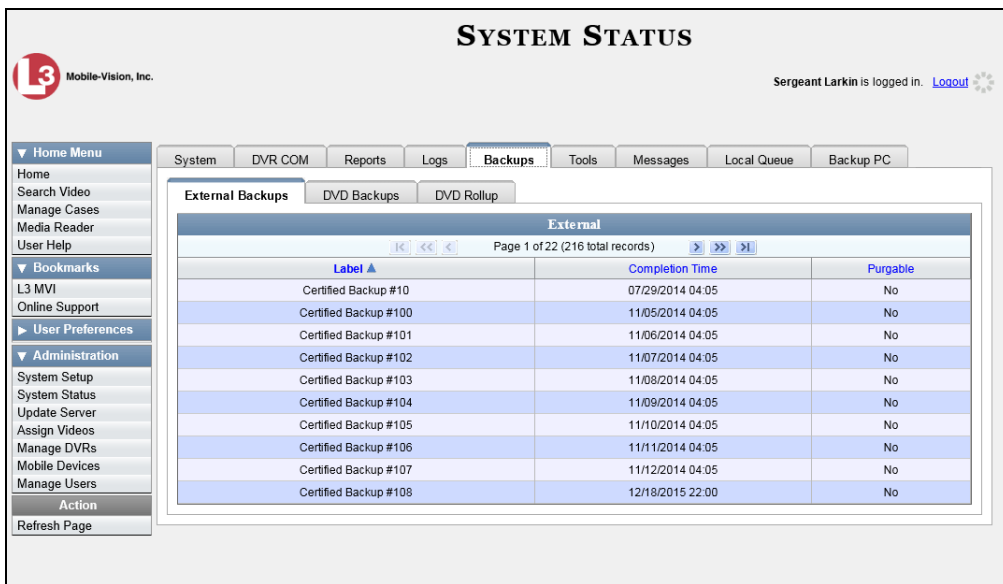 SYSTEM STATUS
L3 Mobile-Vision, Inc.
Sergeant Larkin is logged in. Logout
▼ Home Menu
Home
Search Video
Manage Cases
Media Reader
User Help
▼ Bookmarks
L3 MVI
Online Support
▶ User Preferences
▼ Administration
System Setup
System Status
Update Server
Assign Videos
Manage DVRs
Mobile Devices
Manage Users
Action
Refresh Page
System DVR COM Reports Logs Backups Tools Messages Local Queue Backup PC
External Backups DVD Backups DVD Rollup
External
|< << < Page 1 of 22 (216 total records) > >> >|
Label ▲ Completion Time Purgable
Certified Backup #10 07/29/2014 04:05 No
Certified Backup #100 11/05/2014 04:05 No
Certified Backup #101 11/06/2014 04:05 No
Certified Backup #102 11/07/2014 04:05 No
Certified Backup #103 11/08/2014 04:05 No
Certified Backup #104 11/09/2014 04:05 No
Certified Backup #105 11/10/2014 04:05 No
Certified Backup #106 11/11/2014 04:05 No
Certified Backup #107 11/12/2014 04:05 No
Certified Backup #108 12/18/2015 22:00 No